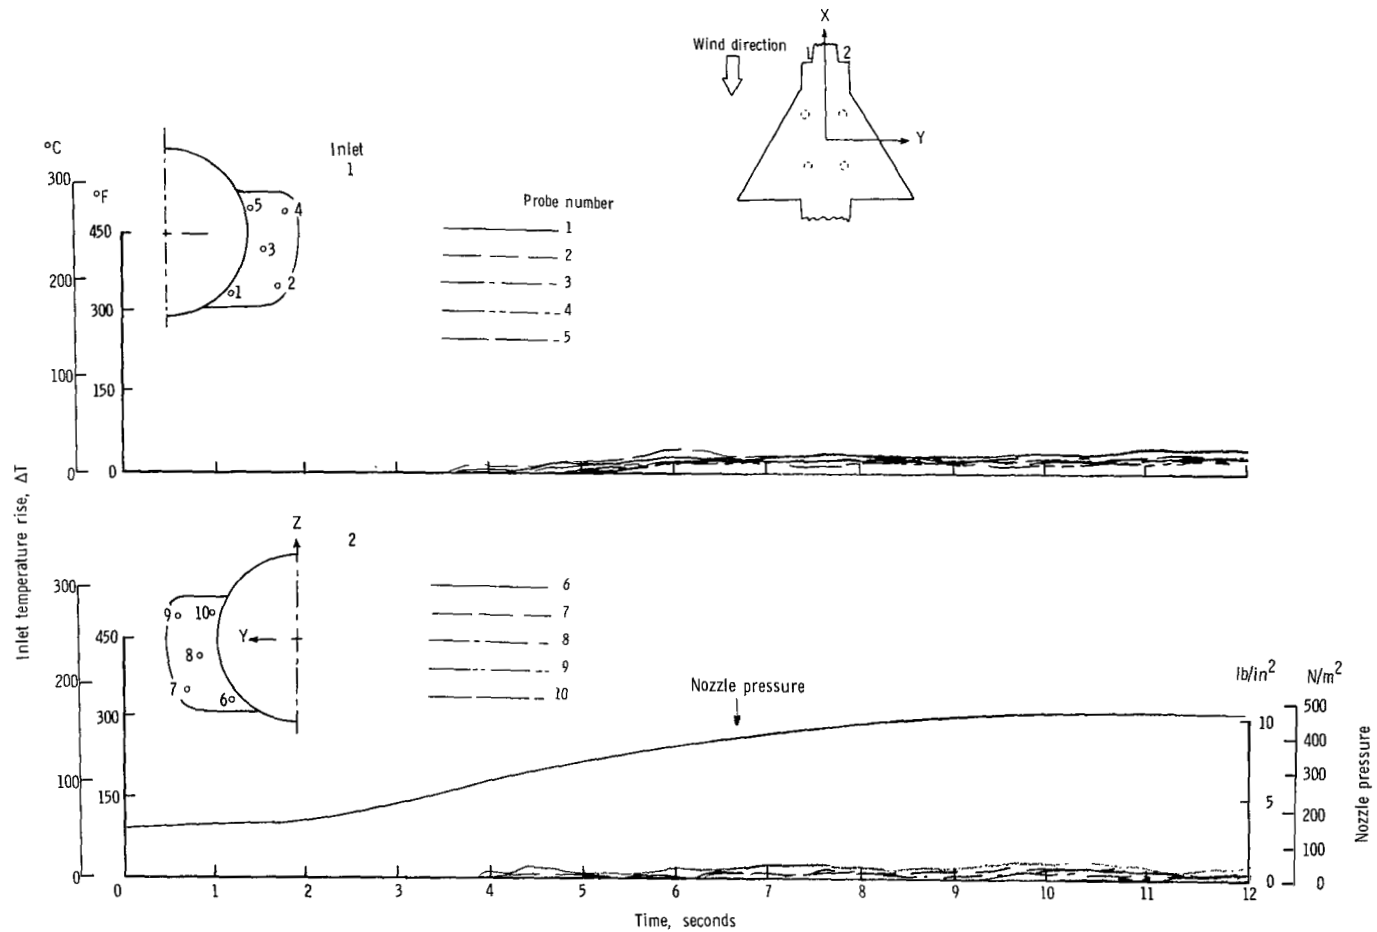 X
Wind direction
1 2
Y
°C
Inlet
1
300
°F
Probe number
5 4
450
1
2
3
200
3
1 2
4
300
5
100
150
0 0
Inlet temperature rise, ΔT
Z
2
300
6
9 10
7
450
Y
8
8
9
200
7 6
10
Nozzle pressure
lb/in² N/m²
300
500
10
400
100
300
150
5
200
100
0
0 0
0 1 2 3 4 5 6 7 8 9 10 11 12
Nozzle pressure
Time, seconds